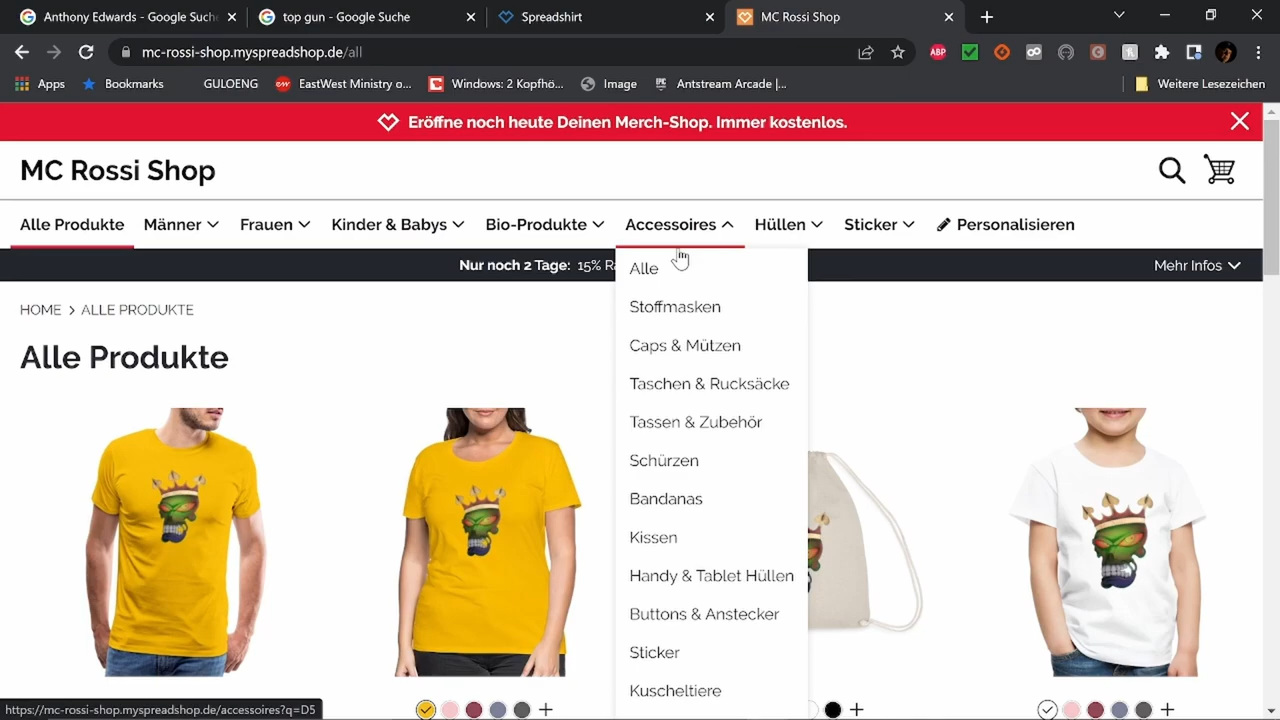 Anthony Edwards - Google Suche
top gun - Google Suche
Spreadshirt
MC Rossi Shop
mc-rossi-shop.myspreadshop.de/all
ABP
Apps
Bookmarks
GULOENG
EastWest Ministry o...
Windows: 2 Kopfhö...
Image
Antstream Arcade |...
Weitere Lesezeichen
Eröffne noch heute Deinen Merch-Shop. Immer kostenlos.
MC Rossi Shop
Alle Produkte
Männer
Frauen
Kinder & Babys
Bio-Produkte
Accessoires
Hüllen
Sticker
Personalisieren
Nur noch 2 Tage: 15%
Mehr Infos
Alle
Stoffmasken
Caps & Mützen
Taschen & Rucksäcke
Tassen & Zubehör
Schürzen
Bandanas
Kissen
Handy & Tablet Hüllen
Buttons & Anstecker
Sticker
Kuscheltiere
HOME > ALLE PRODUKTE
Alle Produkte
https://mc-rossi-shop.myspreadshop.de/accessoires?q=D5